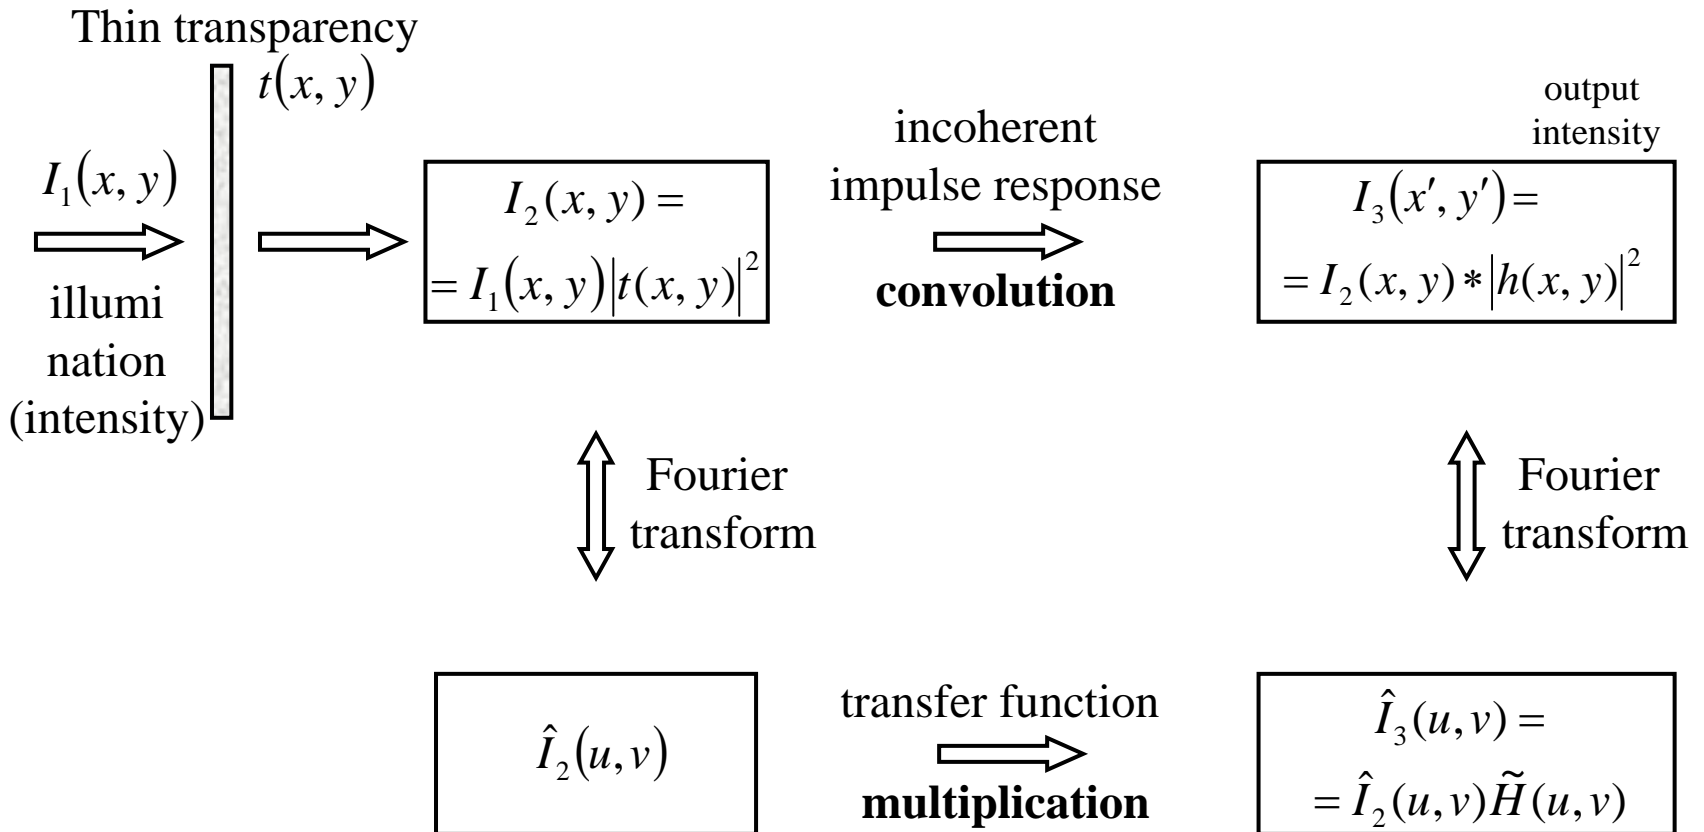 Thin transparency
t(x, y)
I₁(x, y)
illumi
nation
(intensity)
I₂(x, y) =
= I₁(x, y)|t(x, y)|²
incoherent
impulse response
convolution
output
intensity
I₃(x′, y′) =
= I₂(x, y) * |h(x, y)|²
Fourier
transform
Fourier
transform
Î₂(u, v)
transfer function
multiplication
Î₃(u, v) =
= Î₂(u, v)H̃(u, v)